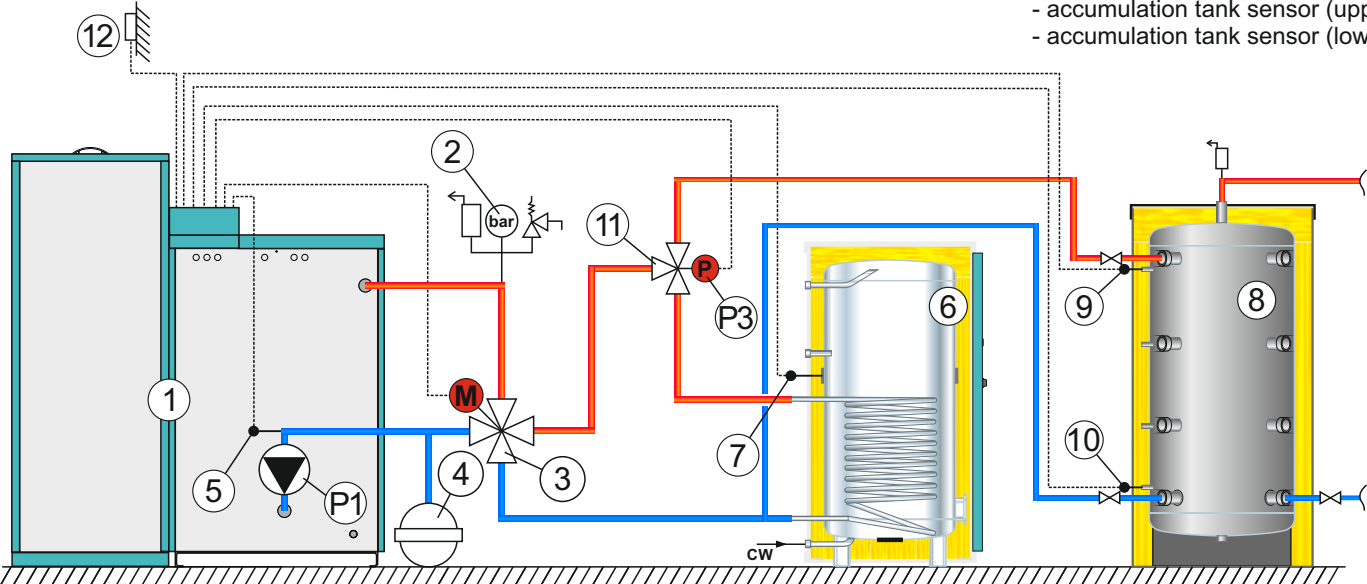 - accumulation tank sensor (upp
- accumulation tank sensor (low
12
2
bar
11
P
P3
6
8
9
1
M
7
10
5
P1
4
3
cw